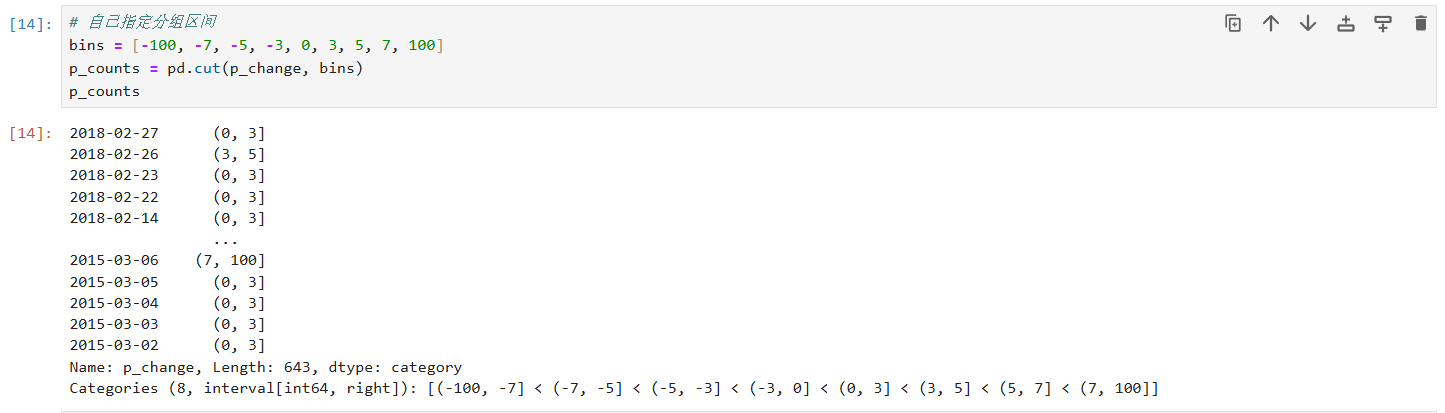 [14]: # 自己指定分组区间
bins = [-100, -7, -5, -3, 0, 3, 5, 7, 100]
p_counts = pd.cut(p_change, bins)
p_counts
[14]: 2018-02-27      (0, 3]
2018-02-26      (3, 5]
2018-02-23      (0, 3]
2018-02-22      (0, 3]
2018-02-14      (0, 3]
...
2015-03-06    (7, 100]
2015-03-05      (0, 3]
2015-03-04      (0, 3]
2015-03-03      (0, 3]
2015-03-02      (0, 3]
Name: p_change, Length: 643, dtype: category
Categories (8, interval[int64, right]): [(-100, -7] < (-7, -5] < (-5, -3] < (-3, 0] < (0, 3] < (3, 5] < (5, 7] < (7, 100]]